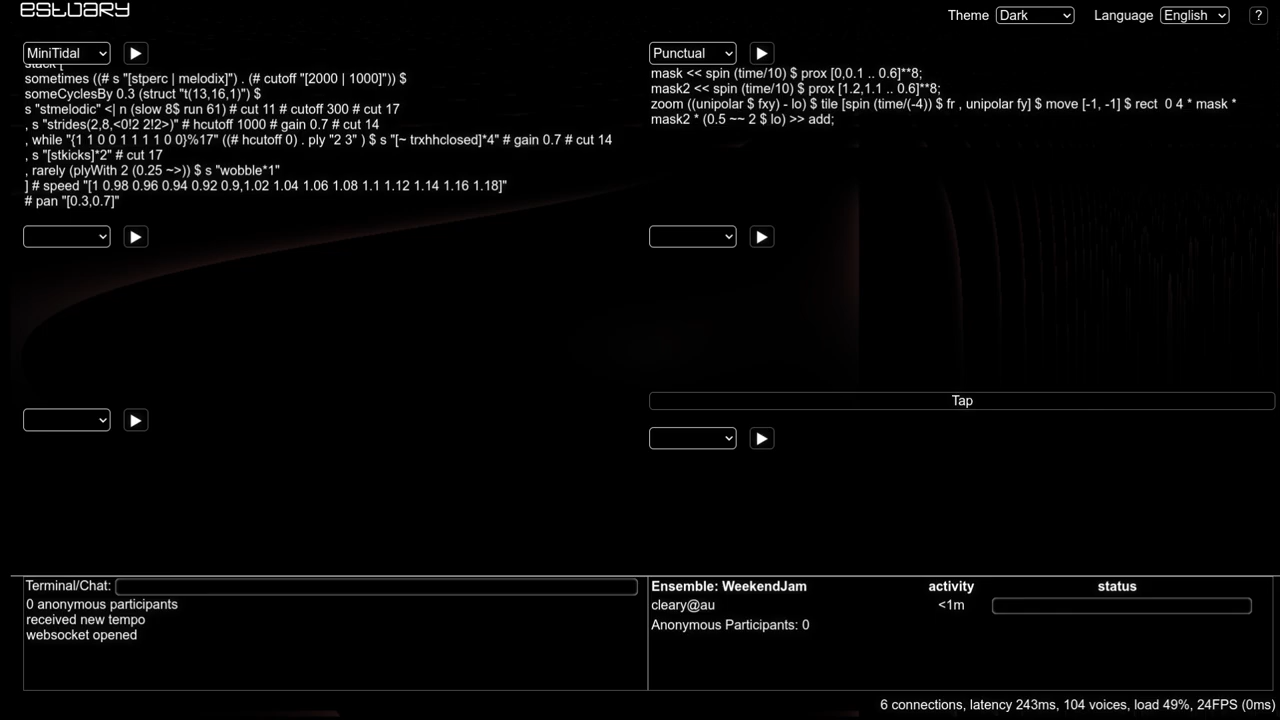 estuary
Theme Dark Language English ?
MiniTidal
stack [
sometimes ((# s "[stperc | melodix]") . (# cutoff "[2000 | 1000]")) $
someCyclesBy 0.3 (struct "t(13,16,1)") $
s "stmelodic" <| n (slow 8$ run 61) # cut 11 # cutoff 300 # cut 17
, s "strides(2,8,<0!2 2!2>)" # hcutoff 1000 # gain 0.7 # cut 14
, while "{1 1 0 0 1 1 1 1 0 0}%17" ((# hcutoff 0) . ply "2 3" ) $ s "[~ trxhhclosed]*4" # gain 0.7 # cut 14
, s "[stkicks]*2" # cut 17
, rarely (plyWith 2 (0.25 ~>)) $ s "wobble*1"
] # speed "[1 0.98 0.96 0.94 0.92 0.9,1.02 1.04 1.06 1.08 1.1 1.12 1.14 1.16 1.18]"
# pan "[0.3,0.7]"
Punctual
mask << spin (time/10) $ prox [0,0.1 .. 0.6]**8;
mask2 << spin (time/10) $ prox [1.2,1.1 .. 0.6]**8;
zoom ((unipolar $ fxy) - lo) $ tile [spin (time/(-4)) $ fr , unipolar fy] $ move [-1, -1] $ rect  0 4 * mask *
mask2 * (0.5 ~~ 2 $ lo) >> add;
Tap
Terminal/Chat:
0 anonymous participants
received new tempo
websocket opened
Ensemble: WeekendJam activity status
cleary@au <1m
Anonymous Participants: 0
6 connections, latency 243ms, 104 voices, load 49%, 24FPS (0ms)